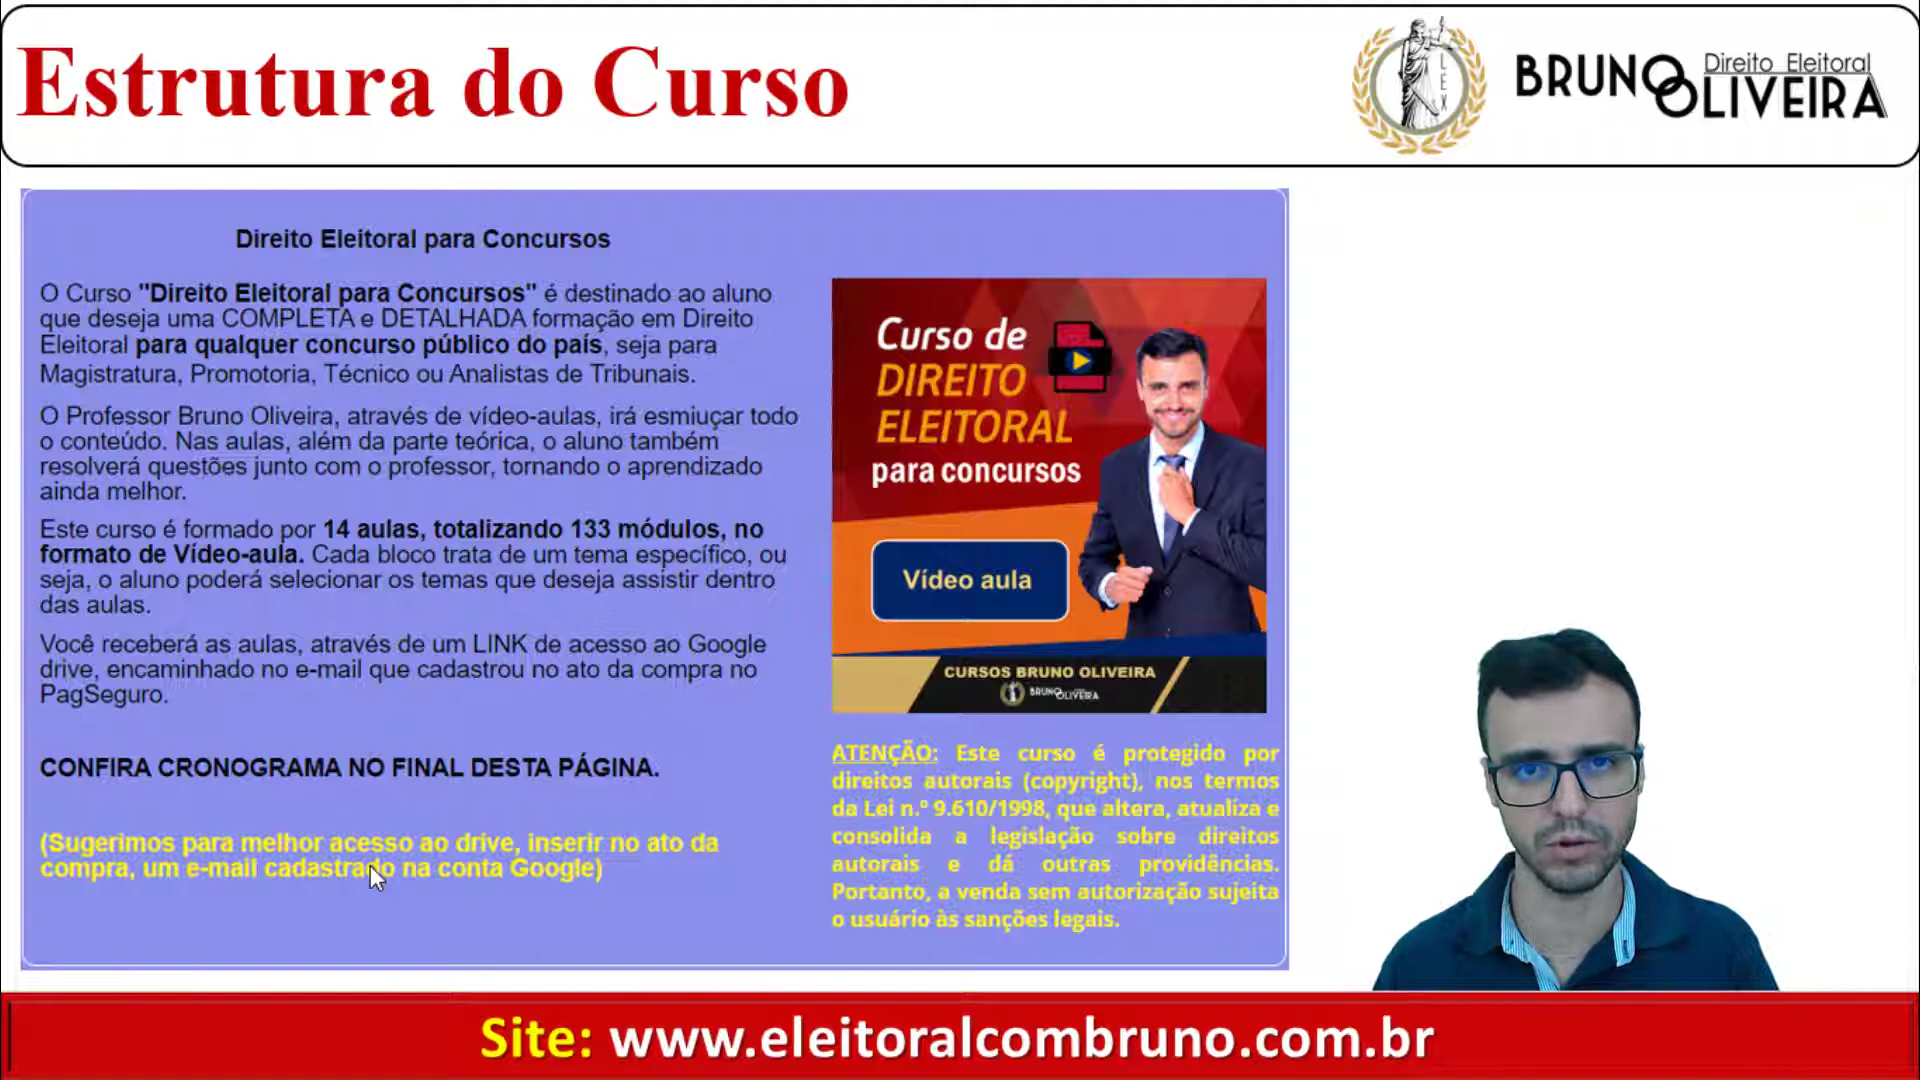 Estrutura do Curso
LEX
BRUNO OLIVEIRA
Direito Eleitoral
Direito Eleitoral para Concursos
O Curso "Direito Eleitoral para Concursos" é destinado ao aluno
que deseja uma COMPLETA e DETALHADA formação em Direito
Eleitoral para qualquer concurso público do país, seja para
Magistratura, Promotoria, Técnico ou Analistas de Tribunais.
O Professor Bruno Oliveira, através de vídeo-aulas, irá esmiuçar todo
o conteúdo. Nas aulas, além da parte teórica, o aluno também
resolverá questões junto com o professor, tornando o aprendizado
ainda melhor.
Este curso é formado por 14 aulas, totalizando 133 módulos, no
formato de Vídeo-aula. Cada bloco trata de um tema específico, ou
seja, o aluno poderá selecionar os temas que deseja assistir dentro
das aulas.
Você receberá as aulas, através de um LINK de acesso ao Google
drive, encaminhado no e-mail que cadastrou no ato da compra no
PagSeguro.
CONFIRA CRONOGRAMA NO FINAL DESTA PÁGINA.
(Sugerimos para melhor acesso ao drive, inserir no ato da
compra, um e-mail cadastrado na conta Google)
Curso de
DIREITO
ELEITORAL
para concursos
Vídeo aula
CURSOS BRUNO OLIVEIRA
BRUNO OLIVEIRA
ATENÇÃO: Este curso é protegido por
direitos autorais (copyright), nos termos
da Lei n.º 9.610/1998, que altera, atualiza e
consolida a legislação sobre direitos
autorais e dá outras providências.
Portanto, a venda sem autorização sujeita
o usuário às sanções legais.
Site: www.eleitoralcombruno.com.br